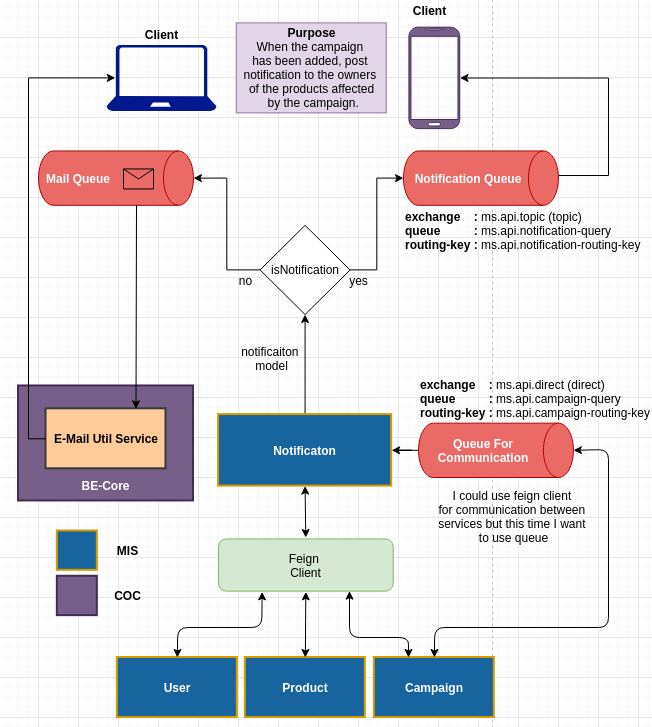 Client
Purpose
When the campaign
has been added, post
notification to the owners
of the products affected
by the campaign.
Client
Mail Queue
Notification Queue
exchange : ms.api.topic (topic)
queue : ms.api.notification-query
routing-key : ms.api.notification-routing-key
isNotification
no
yes
notificaiton
model
exchange : ms.api.direct (direct)
queue : ms.api.campaign-query
routing-key : ms.api.campaign-routing-key
E-Mail Util Service
BE-Core
Notificaton
Queue For
Communication
I could use feign client
for communication between
services but this time I want
to use queue
MIS
COC
Feign
Client
User
Product
Campaign